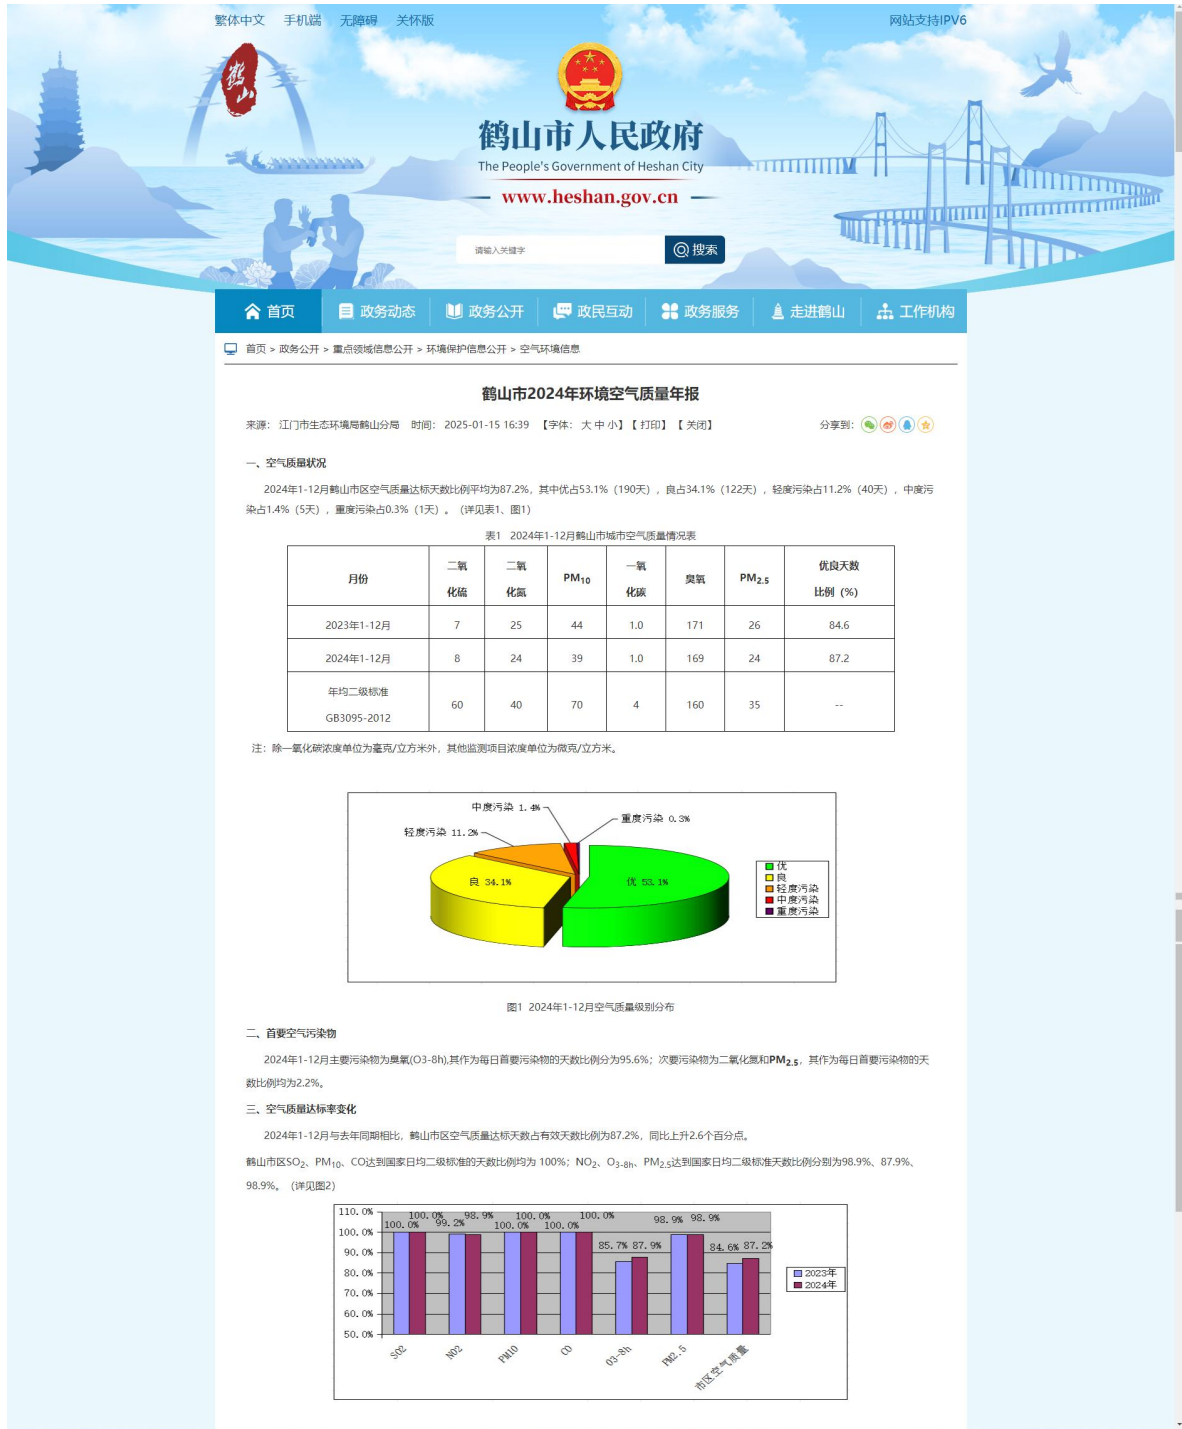 繁体中文 手机端 无障碍 关怀版 网站支持IPV6
鹤山
鹤山市人民政府
The People's Government of Heshan City
www.heshan.gov.cn
请输入关键字 搜索
首页 政务动态 政务公开 政民互动 政务服务 走进鹤山 工作机构
首页 > 政务公开 > 重点领域信息公开 > 环境保护信息公开 > 空气环境信息
鹤山市2024年环境空气质量年报
来源: 江门市生态环境局鹤山分局 时间: 2025-01-15 16:39 【字体: 大 中 小】【 打印】【 关闭】 分享到:
一、空气质量状况
2024年1-12月鹤山市区空气质量达标天数比例平均为87.2%，其中优占53.1%（190天），良占34.1%（122天），轻度污染占11.2%（40天），中度污
染占1.4%（5天），重度污染占0.3%（1天）。（详见表1、图1）
表1 2024年1-12月鹤山市城市空气质量情况表
月份 二氧化硫 二氧化氮 PM10 一氧化碳 臭氧 PM2.5 优良天数比例（%）
2023年1-12月 7 25 44 1.0 171 26 84.6
2024年1-12月 8 24 39 1.0 169 24 87.2
年均二级标准
GB3095-2012 60 40 70 4 160 35 --
注：除一氧化碳浓度单位为毫克/立方米外，其他监测项目浓度单位为微克/立方米。
中度污染 1.4%
重度污染 0.3%
轻度污染 11.2%
良 34.1%
优 53.1%
优
良
轻度污染
中度污染
重度污染
图1 2024年1-12月空气质量级别分布
二、首要空气污染物
2024年1-12月主要污染物为臭氧(O3-8h),其作为每日首要污染物的天数比例分为95.6%；次要污染物为二氧化氮和PM2.5，其作为每日首要污染物的天
数比例均为2.2%。
三、空气质量达标率变化
2024年1-12月与去年同期相比，鹤山市区空气质量达标天数占有效天数比例为87.2%，同比上升2.6个百分点。
鹤山市区SO2、PM10、CO达到国家日均二级标准的天数比例均为 100%；NO2、O3-8h、PM2.5达到国家日均二级标准天数比例分别为98.9%、87.9%、
98.9%。（详见图2）
110.0%
100.0%
90.0%
80.0%
70.0%
60.0%
50.0%
100.0% 100.0% 99.2% 98.9% 100.0% 100.0% 100.0% 100.0% 85.7% 87.9% 98.9% 98.9% 84.6% 87.2%
SO2 NO2 PM10 CO O3-8h PM2.5 市区空气质量
2023年
2024年